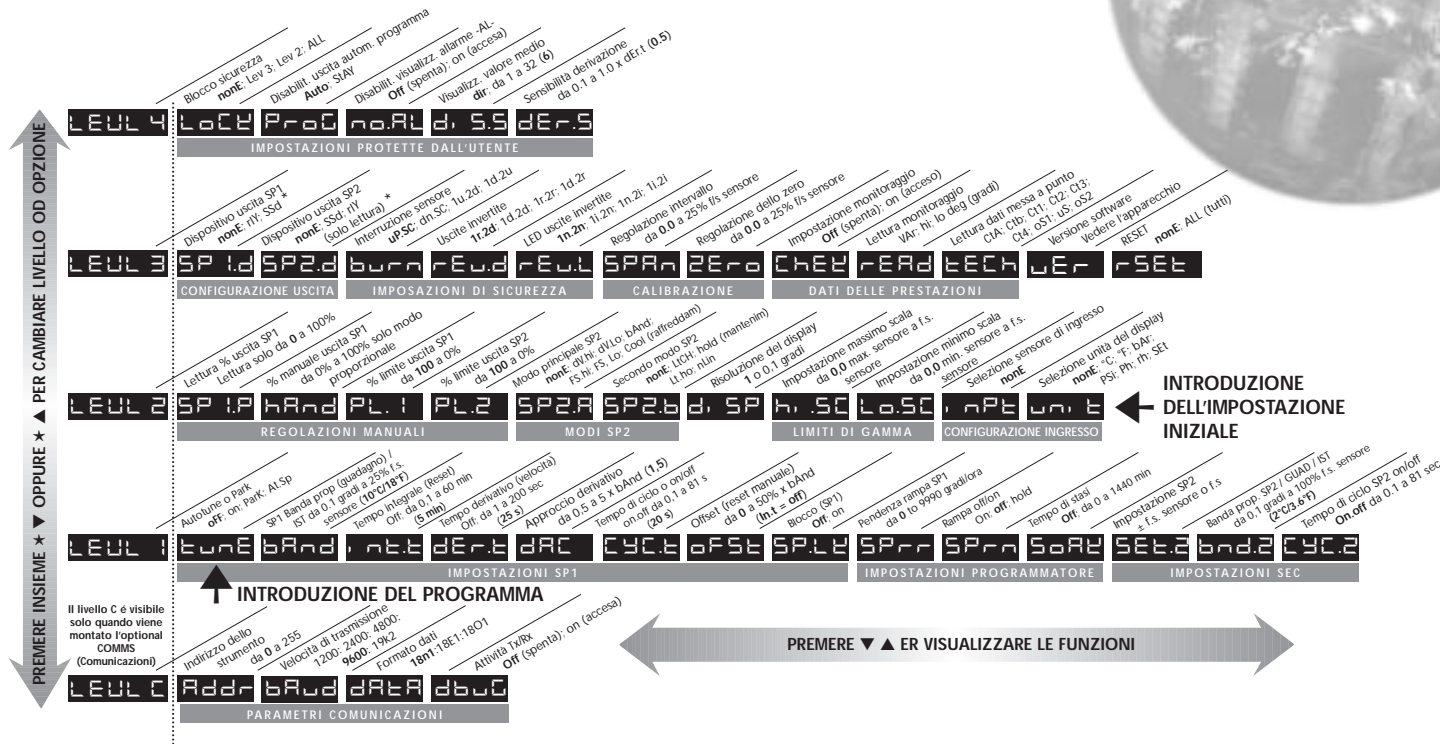 PREMERE INSIEME ★ ▼ OPPURE ★ ▲ PER CAMBIARE LIVELLO OD OPZIONE
Blocco sicurezza
nonE; Lev 3; Lev 2; ALL
Disabilit. uscita autom. programma
Auto; StAY
Disabilit. visualizz. allarme -AL-
Off (spenta); on (accesa)
Visualizz. valore medio
dir; da 1 a 32 (6)
Sensibilità derivazione
da 0.1 a 1.0 x dEr.t (0.5)
LEVL 4 LoCK ProG no.AL di S.S dEr.S
IMPOSTAZIONI PROTETTE DALL'UTENTE
Dispositivo uscita SP1
nonE; rlY; SSd *
Dispositivo uscita SP2
nonE; SSd; rlY
(solo lettura) *
Interruzione sensore
uP.SC; dn.SC; 1u.2d; 1d.2u
Uscite invertite
1r.2d; 1d.2d; 1r.2r; 1d.2r
LED uscite invertite
1n.2n; 1i.2n; 1n.2i; 1i.2i
Regolazione intervallo
da 0.0 a 25% f/s sensore
Regolazione dello zero
da 0.0 a 25% f/s sensore
Impostazione monitoraggio
Off (spenta); on (acceso)
Lettura monitoraggio
VAr; hi; lo deg (gradi)
Lettura dati messa a punto
CtA; Ctb; Ct1; Ct2; Ct3;
Ct4; oS1; uS; oS2
Versione software
Vedere l'apparecchio
RESET
nonE; ALL (tutti)
LEVL 3 SP1.d SP2.d burn rEv.d rEv.L SPAn ZEro ChEK rEAd tECh vEr rSEt
CONFIGURAZIONE USCITA IMPOSAZIONI DI SICUREZZA CALIBRAZIONE DATI DELLE PRESTAZIONI
Lettura % uscita SP1
Lettura solo da 0 a 100%
% manuale uscita SP1
da 0% a 100% solo modo
proporzionale
% limite uscita SP1
da 100 a 0%
% limite uscita SP2
da 100 a 0%
Modo principale SP2
nonE; dV.hi; dV.Lo; bAnd;
FS.hi; FS, Lo; Cool (raffreddam)
Secondo modo SP2
nonE; LtCH; hold (mantenim)
Lt.ho; nLin
Risoluzione del display
1 o 0,1 gradi
Impostazione massimo scala
da 0,0 max. sensore a f.s.
sensore
Impostazione minimo scala
da 0,0 min. sensore a f.s.
sensore
Selezione sensore di ingresso
nonE
Selezione unità del display
nonE; °C; °F; bAr;
PSi; Ph; rh; SEt
LEVL 2 SP1.P hAnd PL.1 PL.2 SP2.A SP2.b di SP hi .SC Lo.SC i nPt uni t
REGOLAZIONI MANUALI MODI SP2 LIMITI DI GAMMA CONFIGURAZIONE INGRESSO
INTRODUZIONE
DELL'IMPOSTAZIONE
INIZIALE
Autotune o Park
off; on; ParK; At.Sp
SP1 Banda prop (guadagno) /
IST da 0,1 gradi a 25% f.s.
sensore (10°C/18°F)
Tempo integrale (Reset)
Off; da 0,1 a 60 min
(5 min)
Tempo derivativo (velocità)
Off; da 1 a 200 sec
(25 s)
Approccio derivativo
da 0,5 a 5 x bAnd (1,5)
Tempo di ciclo o on/off
on.off da 0,1 a 81 s
(20 s)
Offset (reset manuale)
da 0 a 50% x bAnd
(In.t = off)
Blocco (SP1)
Off; on
Pendenza rampa SP1
da 0 to 9990 gradi/ora
Rampa off/on
On; off; hold
Tempo di stasi
Off; da 0 a 1440 min
Impostazione SP2
± f.s. sensore o f.s
Banda prop. SP2 / GUAD / IST
da 0,1 gradi a 100% f.s. sensore
(2°C/3.6°F)
Tempo di ciclo SP2 on/off
On.off da 0.1 a 81 sec
LEVL 1 tunE bAnd i nt.t dEr.t dAC CYC.t oFSt SP.LK SPrr SPrn SoAK SEt.2 bnd.2 CYC.2
IMPOSTAZIONI SP1 IMPOSTAZIONI PROGRAMMATORE IMPOSTAZIONI SEC
INTRODUZIONE DEL PROGRAMMA
Il livello C é visibile
solo quando viene
montato l'optional
COMMS
(Comunicazioni)
Indirizzo dello
strumento
da 0 a 255
Velocità di trasmissione
1200; 2400; 4800;
9600; 19k2
Formato dati
18n1;18E1;18O1
Attività Tx/Rx
Off (spenta); on (accesa)
PREMERE ▼ ▲ ER VISUALIZZARE LE FUNZIONI
LEVL C Addr bAud dAtA dbuG
PARAMETRI COMUNICAZIONI